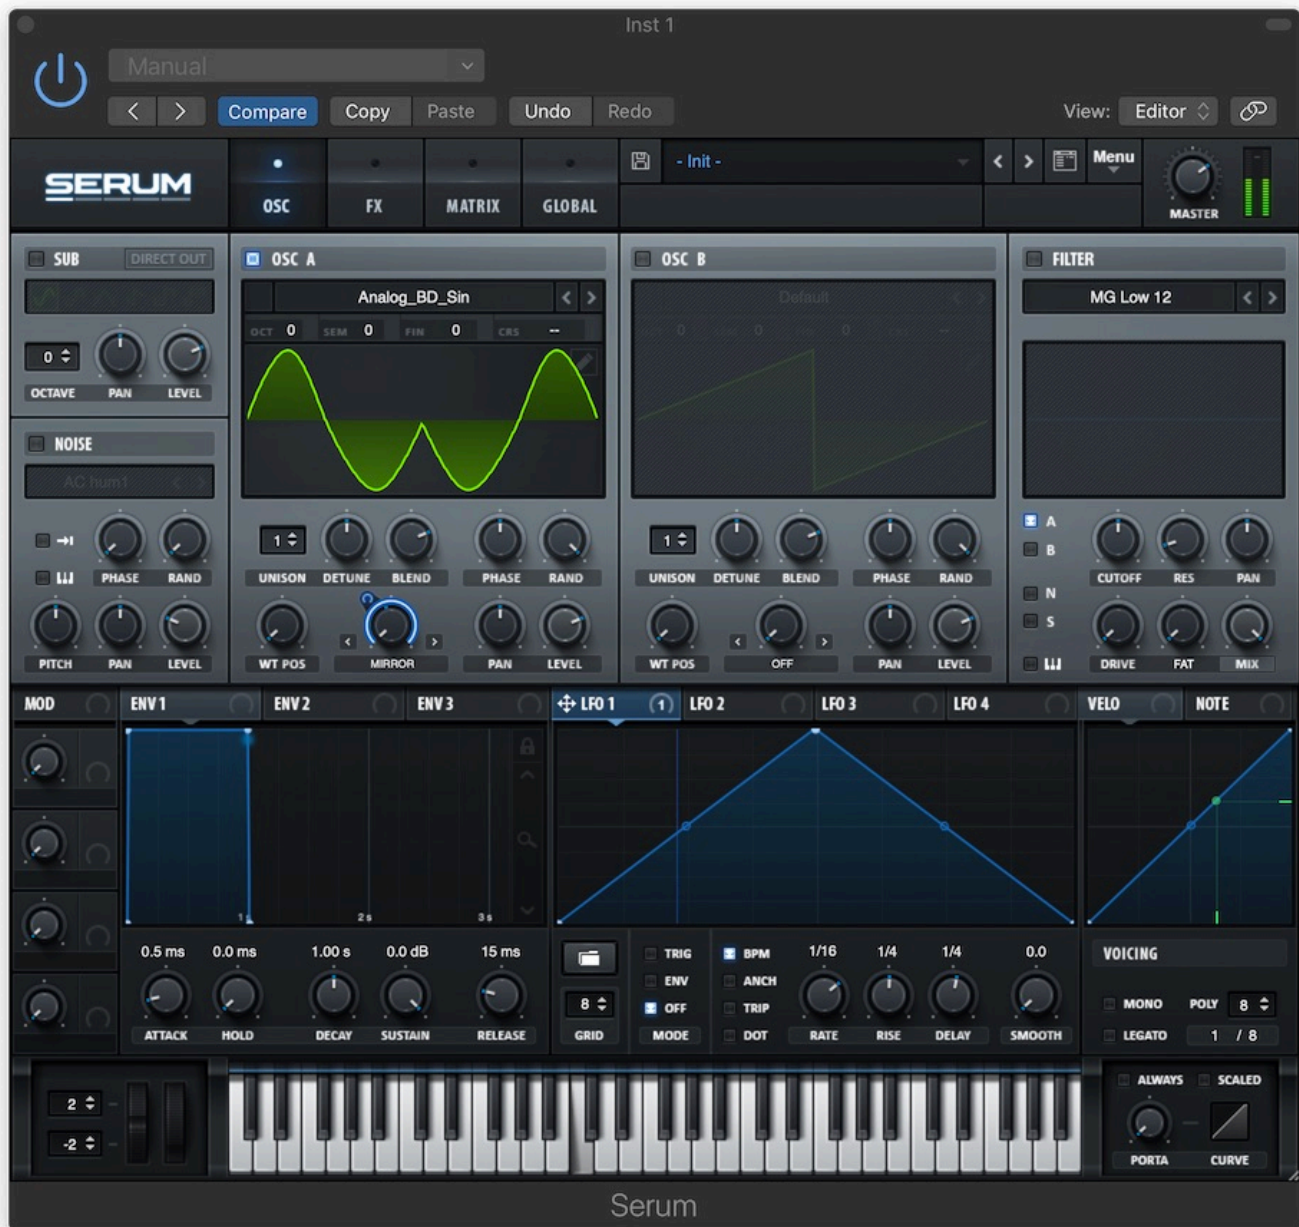 Inst 1
Manual
Compare Copy Paste Undo Redo View: Editor
SERUM
OSC FX MATRIX GLOBAL
- Init -
Menu
MASTER
SUB DIRECT OUT
0
OCTAVE PAN LEVEL
NOISE
AC hum1
PHASE RAND
PITCH PAN LEVEL
OSC A
Analog_BD_Sin
OCT 0 SEM 0 FIN 0 CRS --
1
UNISON DETUNE BLEND PHASE RAND
WT POS MIRROR PAN LEVEL
OSC B
Default
0 0 0 --
1
UNISON DETUNE BLEND PHASE RAND
WT POS OFF PAN LEVEL
FILTER
MG Low 12
A
B
N
S
CUTOFF RES PAN
DRIVE FAT MIX
MOD ENV 1 ENV 2 ENV 3 LFO 1 1 LFO 2 LFO 3 LFO 4 VELO NOTE
1 s 2 s 3 s
0.5 ms 0.0 ms 1.00 s 0.0 dB 15 ms
ATTACK HOLD DECAY SUSTAIN RELEASE
8
GRID
TRIG
ENV
OFF
MODE
BPM
ANCH
TRIP
DOT
1/16 1/4 1/4 0.0
RATE RISE DELAY SMOOTH
VOICING
MONO POLY 8
LEGATO 1 / 8
2
-2
ALWAYS SCALED
PORTA CURVE
Serum